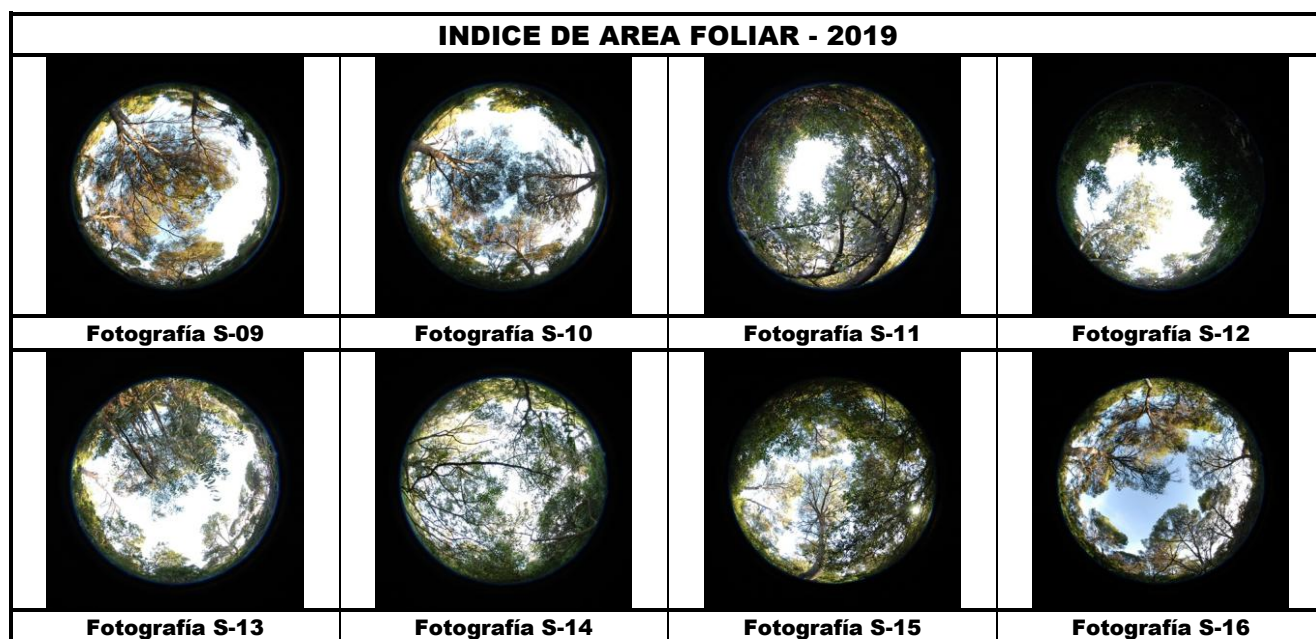 INDICE DE AREA FOLIAR - 2019
Fotografía S-09 Fotografía S-10 Fotografía S-11 Fotografía S-12
Fotografía S-13 Fotografía S-14 Fotografía S-15 Fotografía S-16